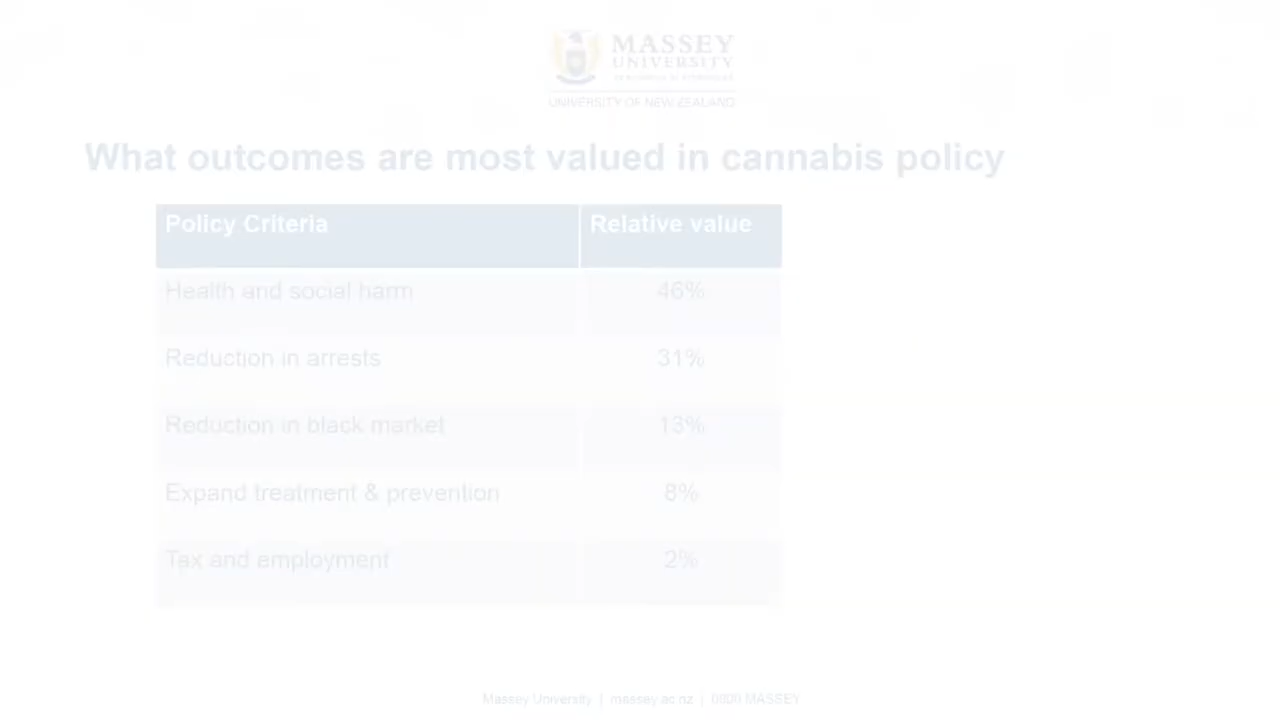 MASSEY
UNIVERSITY
UNIVERSITY OF NEW ZEALAND
What outcomes are most valued in cannabis policy
Policy Criteria Relative value
Health and social harm 46%
Reduction in arrests 31%
Reduction in black market 13%
Expand treatment & prevention 8%
Tax and employment 2%
Massey University | massey.ac.nz | 0800 MASSEY